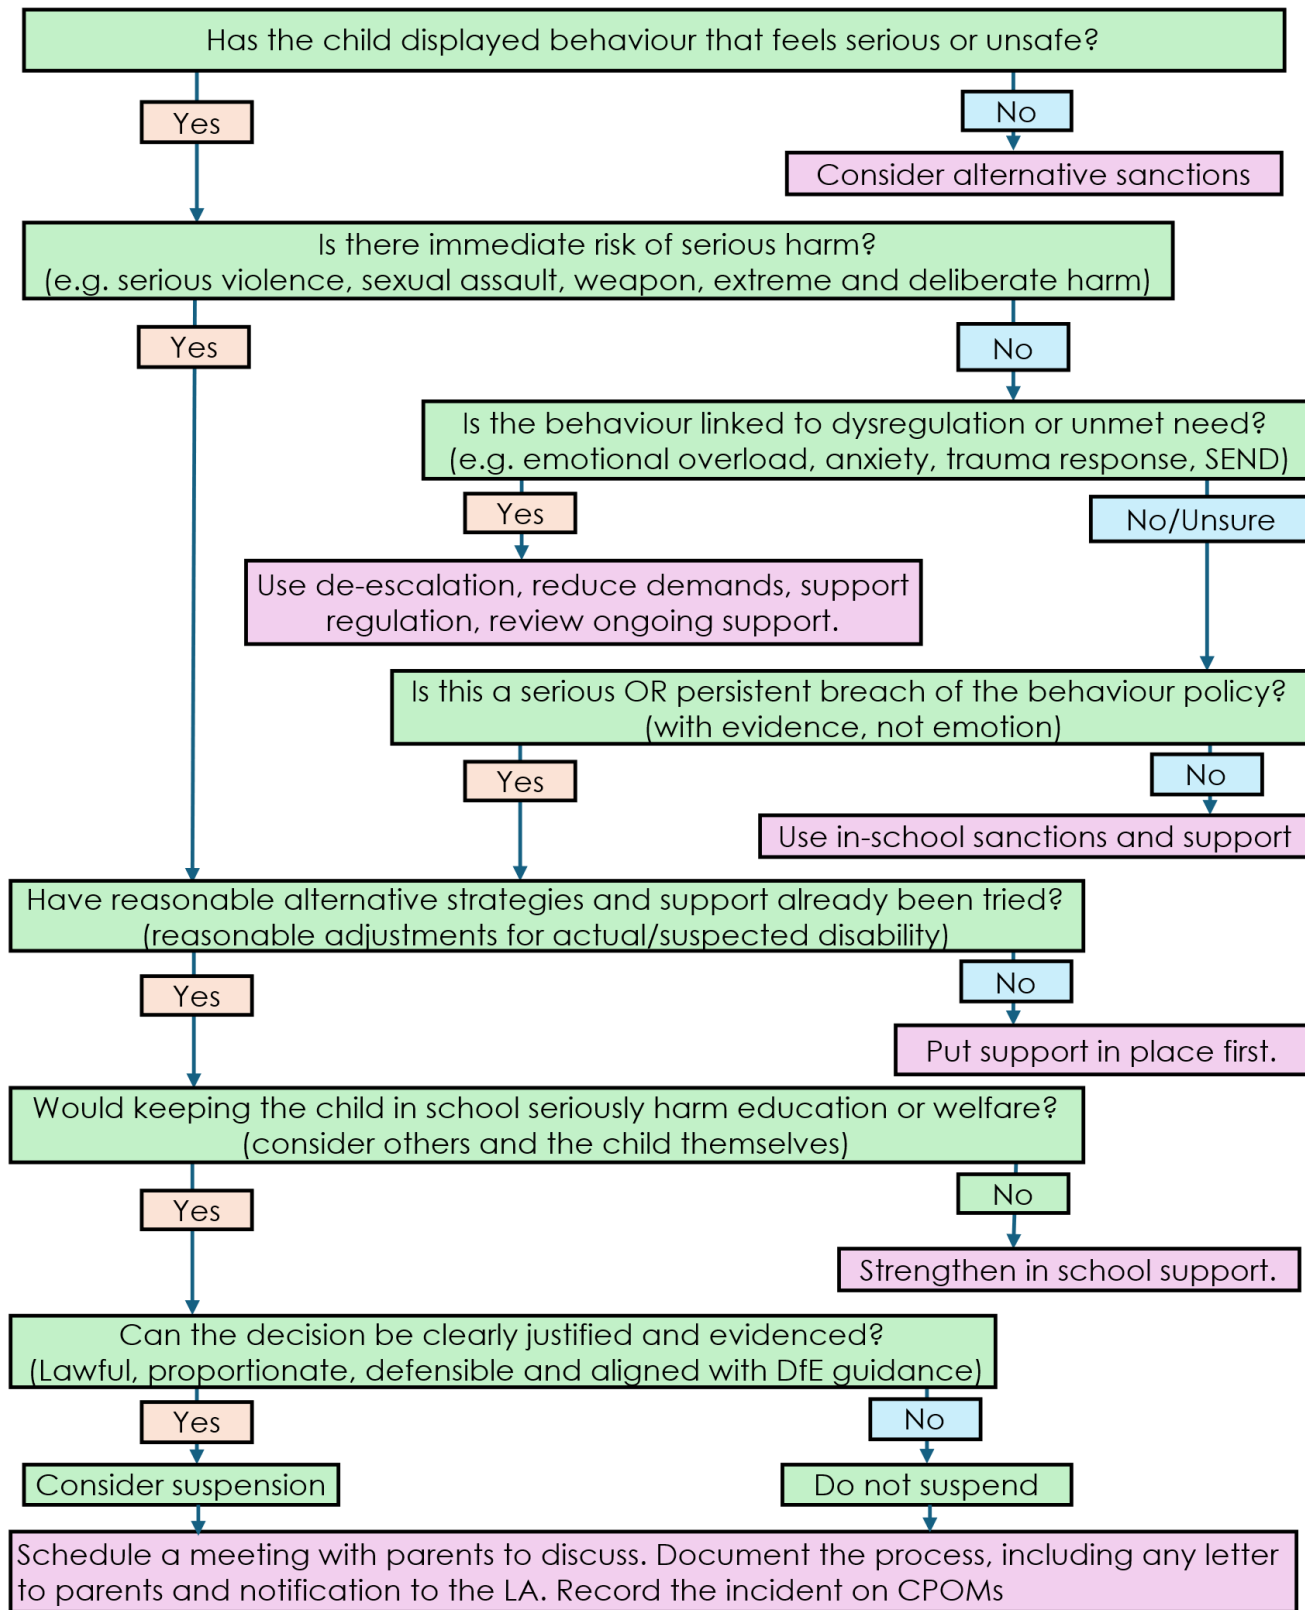 Has the child displayed behaviour that feels serious or unsafe?
Yes
No
Consider alternative sanctions
Is there immediate risk of serious harm?
(e.g. serious violence, sexual assault, weapon, extreme and deliberate harm)
Yes
No
Is the behaviour linked to dysregulation or unmet need?
(e.g. emotional overload, anxiety, trauma response, SEND)
Yes
No/Unsure
Use de-escalation, reduce demands, support
regulation, review ongoing support.
Is this a serious OR persistent breach of the behaviour policy?
(with evidence, not emotion)
Yes
No
Use in-school sanctions and support
Have reasonable alternative strategies and support already been tried?
(reasonable adjustments for actual/suspected disability)
Yes
No
Put support in place first.
Would keeping the child in school seriously harm education or welfare?
(consider others and the child themselves)
Yes
No
Strengthen in school support.
Can the decision be clearly justified and evidenced?
(Lawful, proportionate, defensible and aligned with DfE guidance)
Yes
No
Consider suspension
Do not suspend
Schedule a meeting with parents to discuss. Document the process, including any letter
to parents and notification to the LA. Record the incident on CPOMs